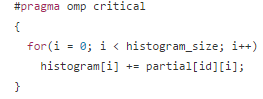 #pragma omp critical
{
  for(i = 0; i < histogram_size; i++)
    histogram[i] += partial[id][i];
}